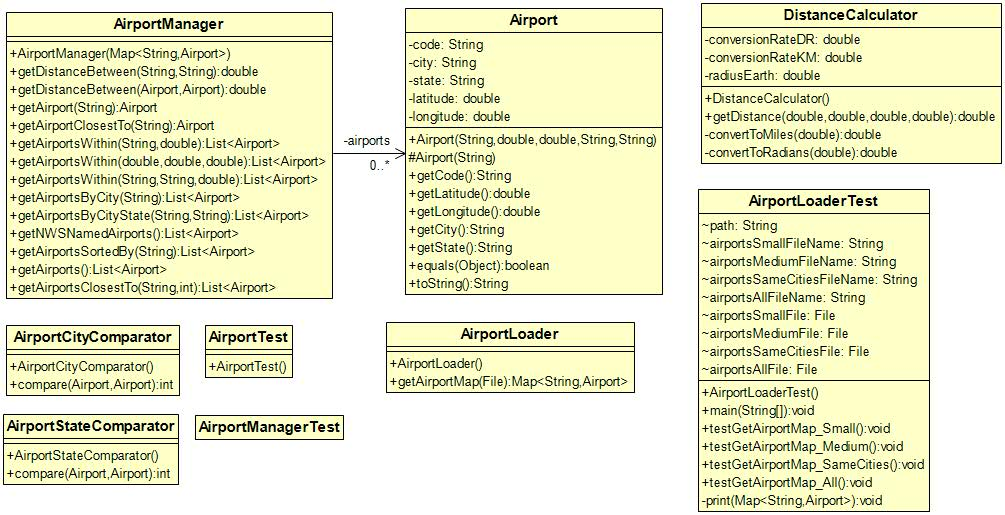 AirportManager
+AirportManager(Map<String,Airport>)
+getDistanceBetween(String,String):double
+getDistanceBetween(Airport,Airport):double
+getAirport(String):Airport
+getAirportClosestTo(String):Airport
+getAirportsWithin(String,double):List<Airport>
+getAirportsWithin(double,double,double):List<Airport>
+getAirportsWithin(String,String,double):List<Airport>
+getAirportsByCity(String):List<Airport>
+getAirportsByCityState(String,String):List<Airport>
+getNWSNamedAirports():List<Airport>
+getAirportsSortedBy(String):List<Airport>
+getAirports():List<Airport>
+getAirportsClosestTo(String,int):List<Airport>
-airports
0..*
Airport
-code: String
-city: String
-state: String
-latitude: double
-longitude: double
+Airport(String,double,double,String,String)
#Airport(String)
+getCode():String
+getLatitude():double
+getLongitude():double
+getCity():String
+getState():String
+equals(Object):boolean
+toString():String
DistanceCalculator
-conversionRateDR: double
-conversionRateKM: double
-radiusEarth: double
+DistanceCalculator()
+getDistance(double,double,double,double):double
-convertToMiles(double):double
-convertToRadians(double):double
AirportLoaderTest
~path: String
~airportsSmallFileName: String
~airportsMediumFileName: String
~airportsSameCitiesFileName: String
~airportsAllFileName: String
~airportsSmallFile: File
~airportsMediumFile: File
~airportsSameCitiesFile: File
~airportsAllFile: File
+AirportLoaderTest()
+main(String[]):void
+testGetAirportMap_Small():void
+testGetAirportMap_Medium():void
+testGetAirportMap_SameCities():void
+testGetAirportMap_All():void
-print(Map<String,Airport>):void
AirportCityComparator
+AirportCityComparator()
+compare(Airport,Airport):int
AirportTest
+AirportTest()
AirportLoader
+AirportLoader()
+getAirportMap(File):Map<String,Airport>
AirportStateComparator
+AirportStateComparator()
+compare(Airport,Airport):int
AirportManagerTest